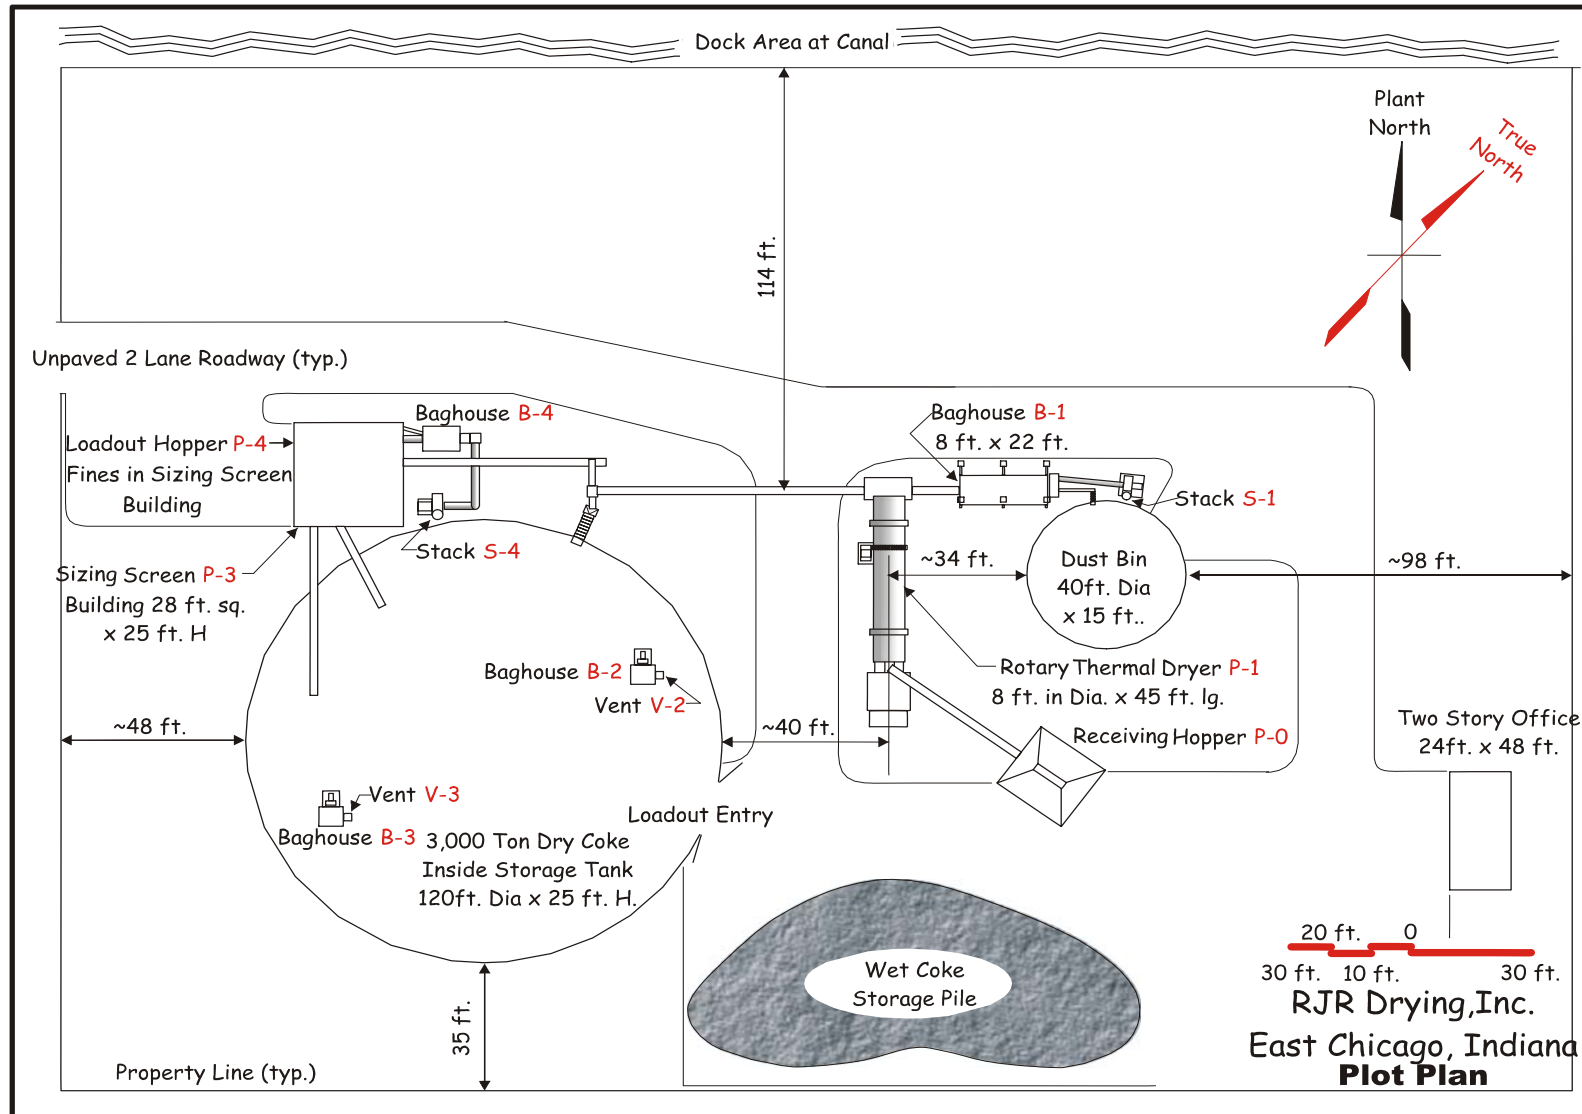 Dock Area at Canal
Plant
North
True
North
114 ft.
Unpaved 2 Lane Roadway (typ.)
Baghouse B-4
Baghouse B-1
8 ft. x 22 ft.
Loadout Hopper P-4
Fines in Sizing Screen
Building
Stack S-1
Stack S-4
~34 ft.
Dust Bin
40ft. Dia
x 15 ft..
~98 ft.
Sizing Screen P-3
Building 28 ft. sq.
x 25 ft. H
Baghouse B-2
Vent V-2
Rotary Thermal Dryer P-1
8 ft. in Dia. x 45 ft. lg.
~48 ft.
~40 ft.
Receiving Hopper P-0
Two Story Office
24ft. x 48 ft.
Vent V-3
Baghouse B-3
Loadout Entry
3,000 Ton Dry Coke
Inside Storage Tank
120ft. Dia x 25 ft. H.
Wet Coke
Storage Pile
20 ft. 0
30 ft. 10 ft. 30 ft.
35 ft.
RJR Drying,Inc.
East Chicago, Indiana
Plot Plan
Property Line (typ.)